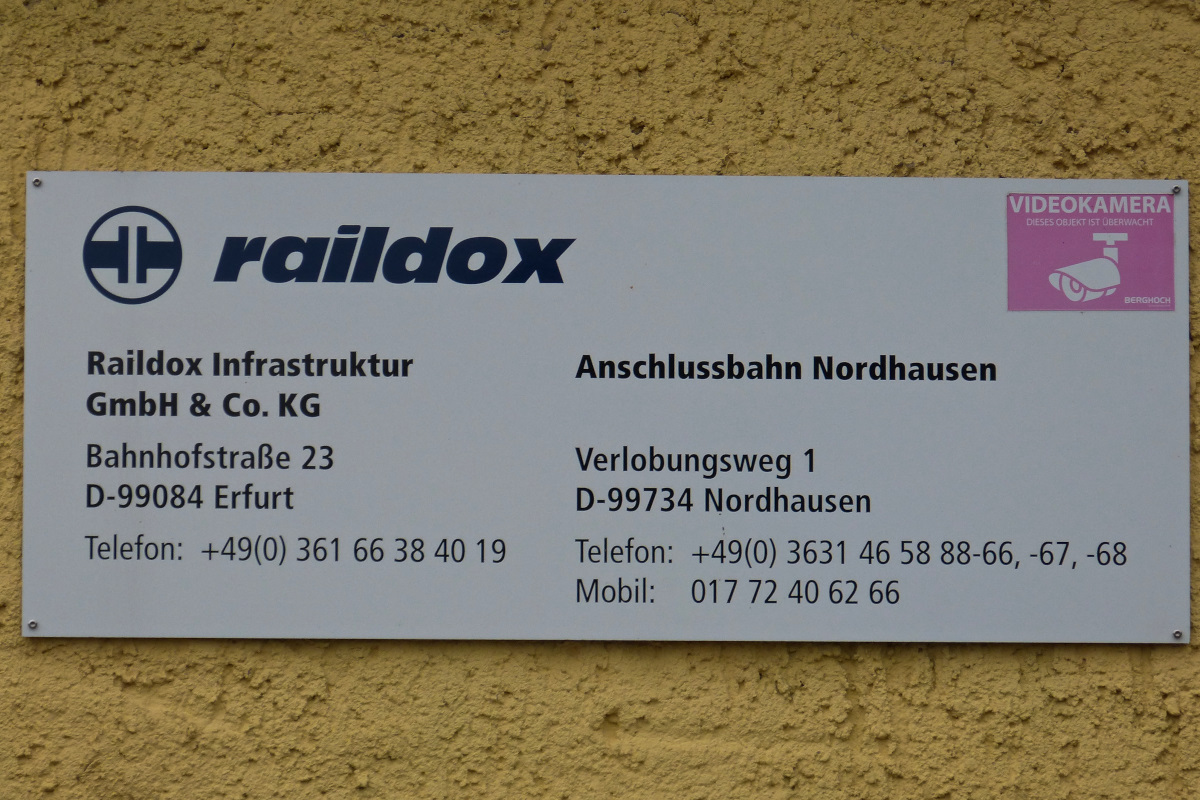 raildox
VIDEOKAMERA
DIESES OBJEKT IST ÜBERWACHT
BERGHOCH
Raildox Infrastruktur
GmbH & Co. KG
Bahnhofstraße 23
D-99084 Erfurt
Telefon: +49(0) 361 66 38 40 19
Anschlussbahn Nordhausen
Verlobungsweg 1
D-99734 Nordhausen
Telefon: +49(0) 3631 46 58 88-66, -67, -68
Mobil: 017 72 40 62 66